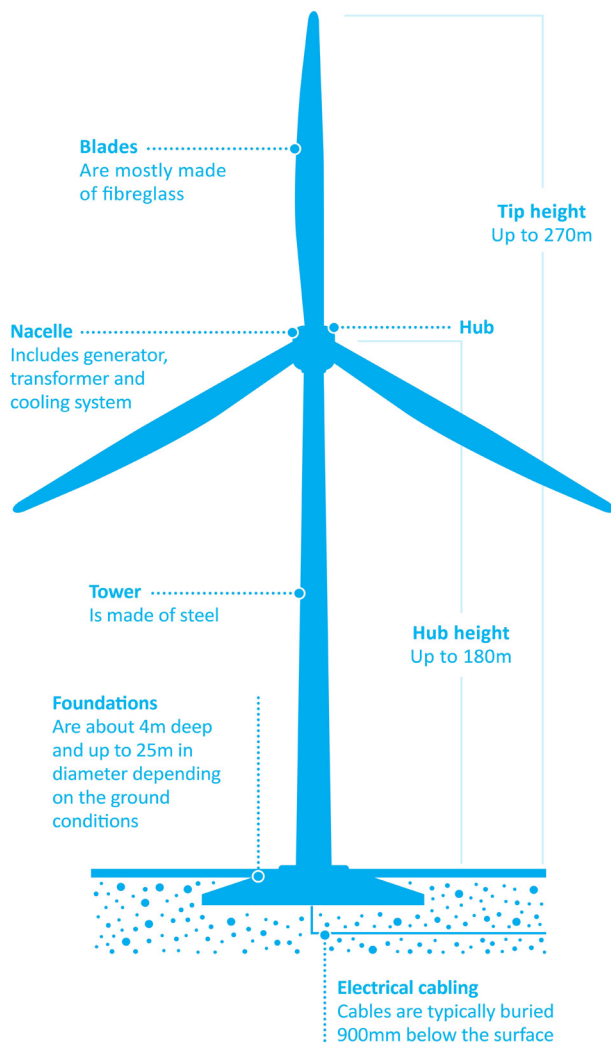 Blades
Are mostly made
of fibreglass
Tip height
Up to 270m
Nacelle
Includes generator,
transformer and
cooling system
Hub
Tower
Is made of steel
Hub height
Up to 180m
Foundations
Are about 4m deep
and up to 25m in
diameter depending
on the ground
conditions
Electrical cabling
Cables are typically buried
900mm below the surface